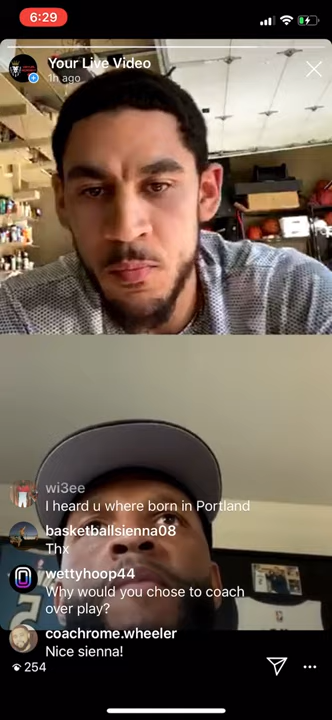 6:29
Your Live Video
1h ago
wi3ee
I heard u where born in Portland
basketballsienna08
Thx
wettyhoop44
Why would you chose to coach
over play?
coachrome.wheeler
Nice sienna!
254